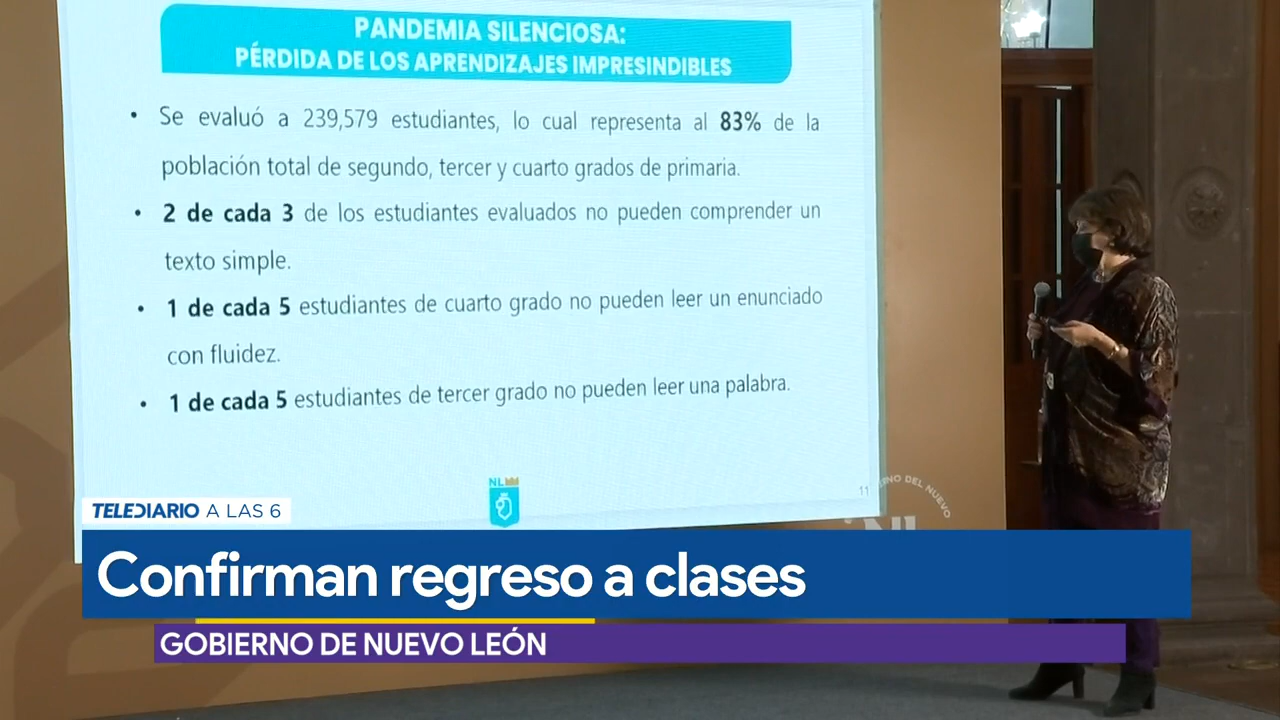 PANDEMIA SILENCIOSA:
PÉRDIDA DE LOS APRENDIZAJES IMPRESINDIBLES
• Se evaluó a 239,579 estudiantes, lo cual representa al 83% de la
población total de segundo, tercer y cuarto grados de primaria.
• 2 de cada 3 de los estudiantes evaluados no pueden comprender un
texto simple.
• 1 de cada 5 estudiantes de cuarto grado no pueden leer un enunciado
con fluidez.
• 1 de cada 5 estudiantes de tercer grado no pueden leer una palabra.
NL
11
DEL NUEVO
NL
TELEDIARIO A LAS 6
Confirman regreso a clases
GOBIERNO DE NUEVO LEÓN